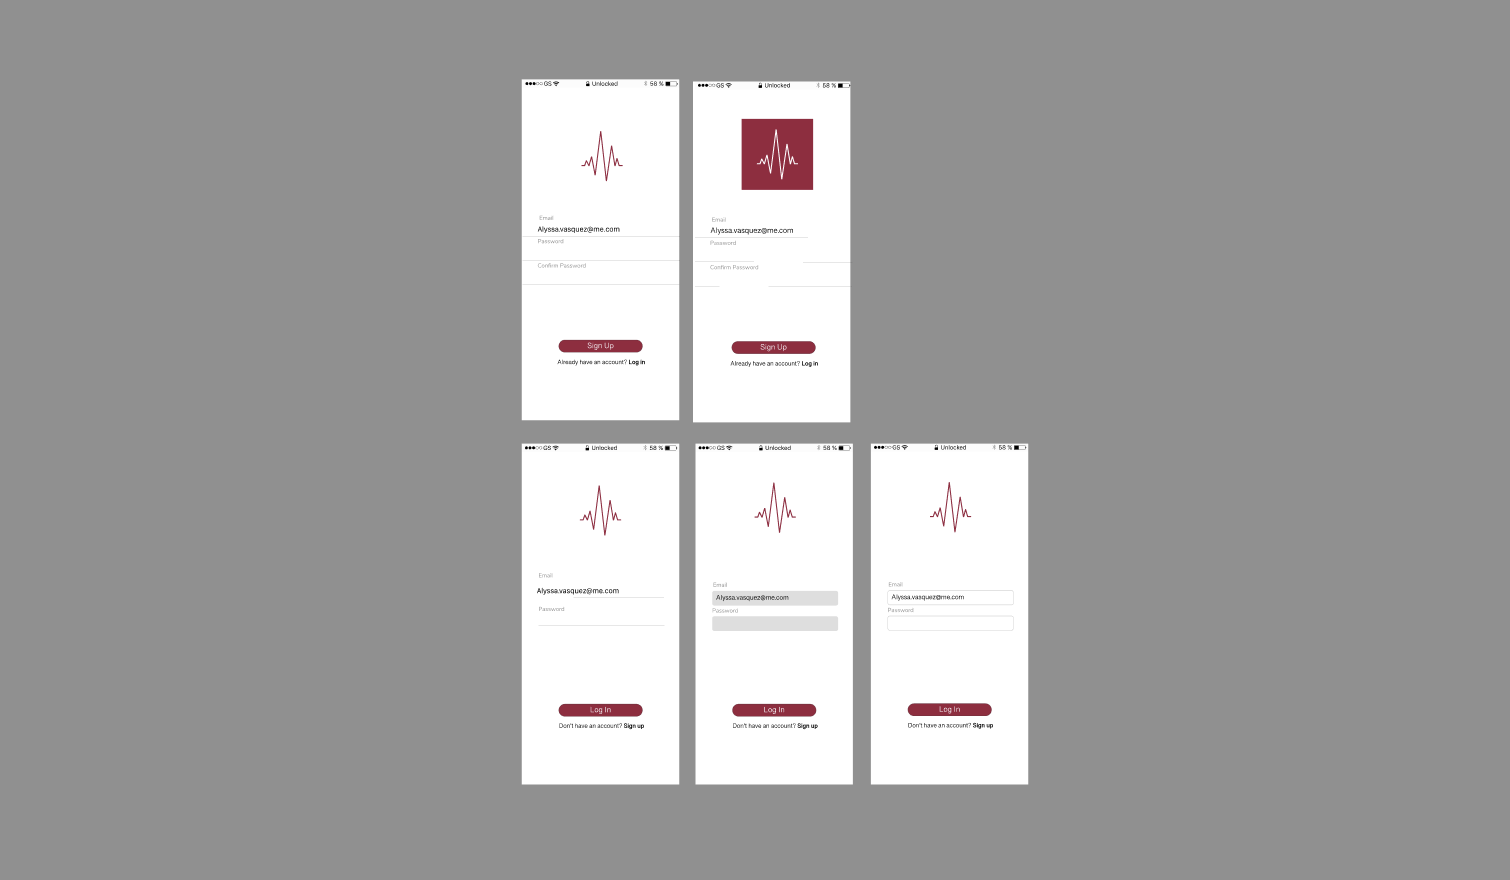 GS Unlocked 58 %
Email
Alyssa.vasquez@me.com
Password
Confirm Password
Sign Up
Already have an account? Log in
GS Unlocked 58 %
Email
Alyssa.vasquez@me.com
Password
Confirm Password
Sign Up
Already have an account? Log in
GS Unlocked 58 %
Email
Alyssa.vasquez@me.com
Password
Log In
Don't have an account? Sign up
GS Unlocked 58 %
Email
Alyssa.vasquez@me.com
Password
Log In
Don't have an account? Sign up
GS Unlocked 58 %
Email
Alyssa.vasquez@me.com
Password
Log In
Don't have an account? Sign up